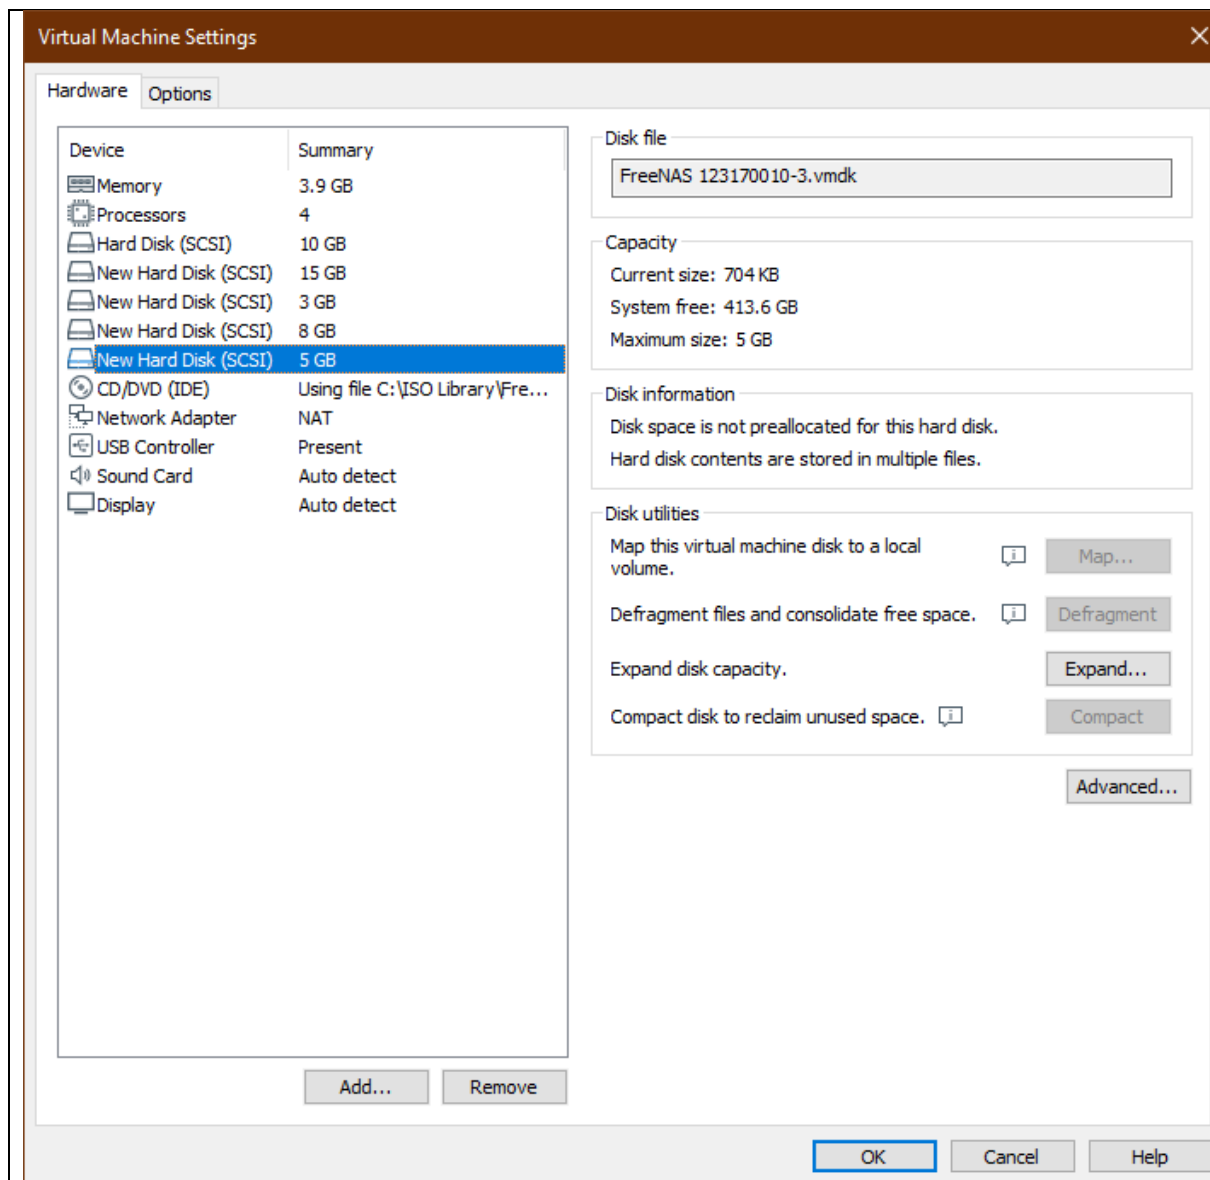 Virtual Machine Settings
Hardware
Options
Device Summary
Memory 3.9 GB
Processors 4
Hard Disk (SCSI) 10 GB
New Hard Disk (SCSI) 15 GB
New Hard Disk (SCSI) 3 GB
New Hard Disk (SCSI) 8 GB
New Hard Disk (SCSI) 5 GB
CD/DVD (IDE) Using file C:\ISO Library\Fre...
Network Adapter NAT
USB Controller Present
Sound Card Auto detect
Display Auto detect
Add... Remove
Disk file
FreeNAS 123170010-3.vmdk
Capacity
Current size: 704 KB
System free: 413.6 GB
Maximum size: 5 GB
Disk information
Disk space is not preallocated for this hard disk.
Hard disk contents are stored in multiple files.
Disk utilities
Map this virtual machine disk to a local
volume.
Map...
Defragment files and consolidate free space.
Defragment
Expand disk capacity.
Expand...
Compact disk to reclaim unused space.
Compact
Advanced...
OK Cancel Help